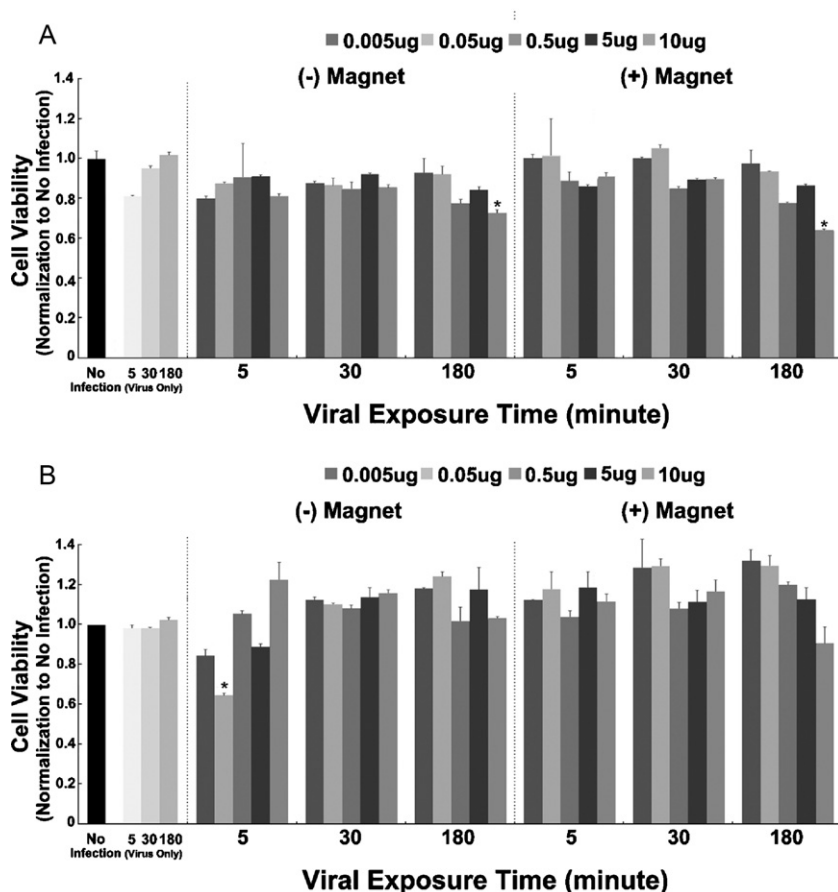 A
0.005ug 0.05ug 0.5ug 5ug 10ug
(-) Magnet (+) Magnet
Cell Viability
(Normalization to No Infection)
1.4
1.2
1.0
0.8
0.6
0.4
0.2
0
* *
No
Infection
5 30 180
(Virus Only)
5 30 180 5 30 180
Viral Exposure Time (minute)
B
0.005ug 0.05ug 0.5ug 5ug 10ug
(-) Magnet (+) Magnet
Cell Viability
(Normalization to No Infection)
1.4
1.2
1.0
0.8
0.6
0.4
0.2
0
*
No
Infection
5 30 180
(Virus Only)
5 30 180 5 30 180
Viral Exposure Time (minute)